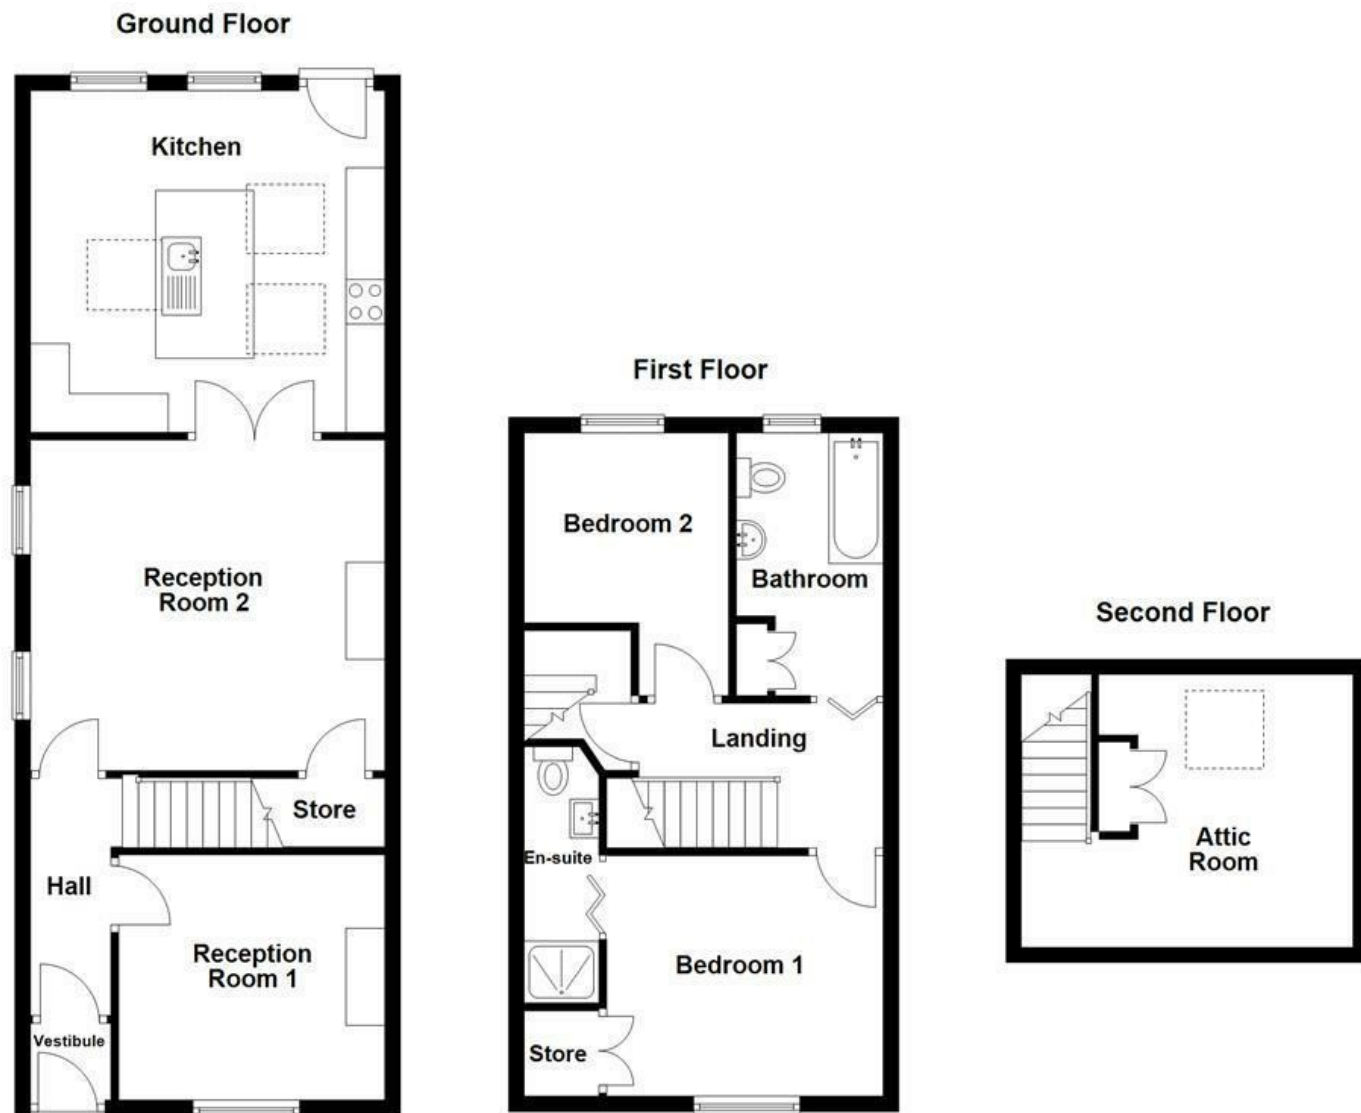 Ground Floor
Kitchen
Reception
Room 2
Store
Hall
Reception
Room 1
Vestibule
First Floor
Bedroom 2
Bathroom
Landing
En-suite
Bedroom 1
Store
Second Floor
Attic
Room